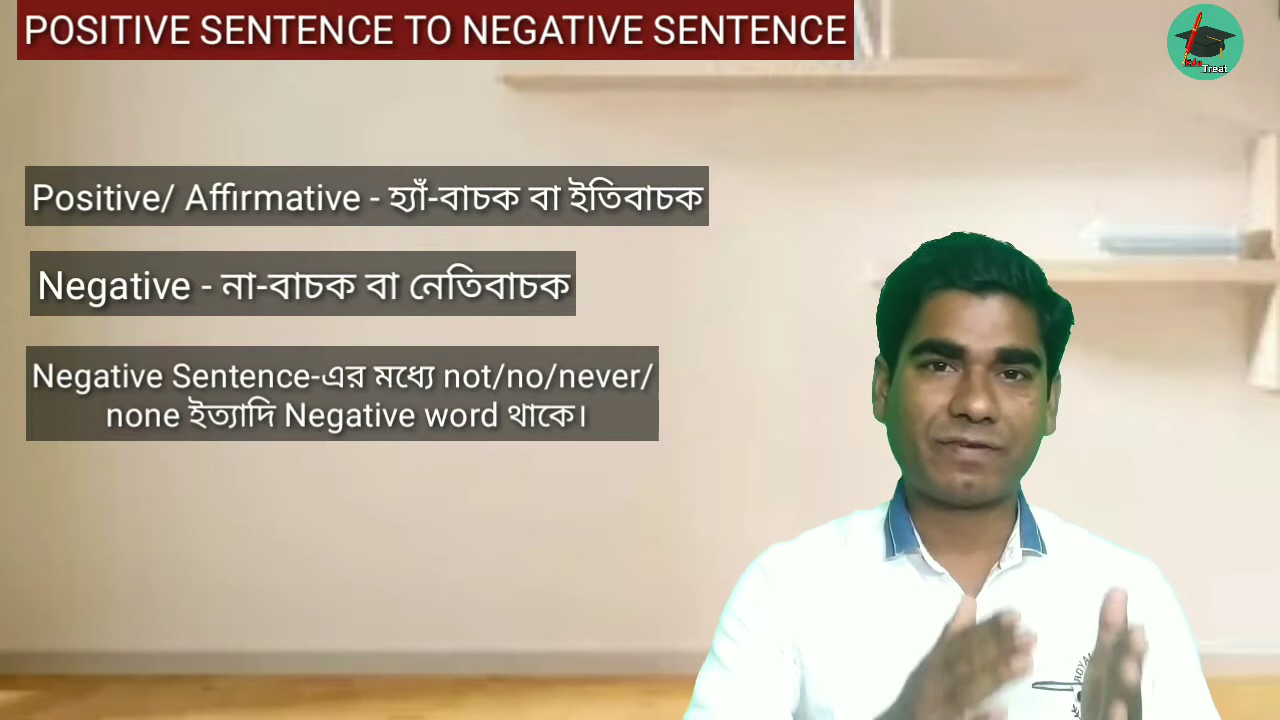 POSITIVE SENTENCE TO NEGATIVE SENTENCE
Edu
Treat
Positive/ Affirmative - হ্যাঁ-বাচক বা ইতিবাচক
Negative - না-বাচক বা নেতিবাচক
Negative Sentence-এর মধ্যে not/no/never/
none ইত্যাদি Negative word থাকে।